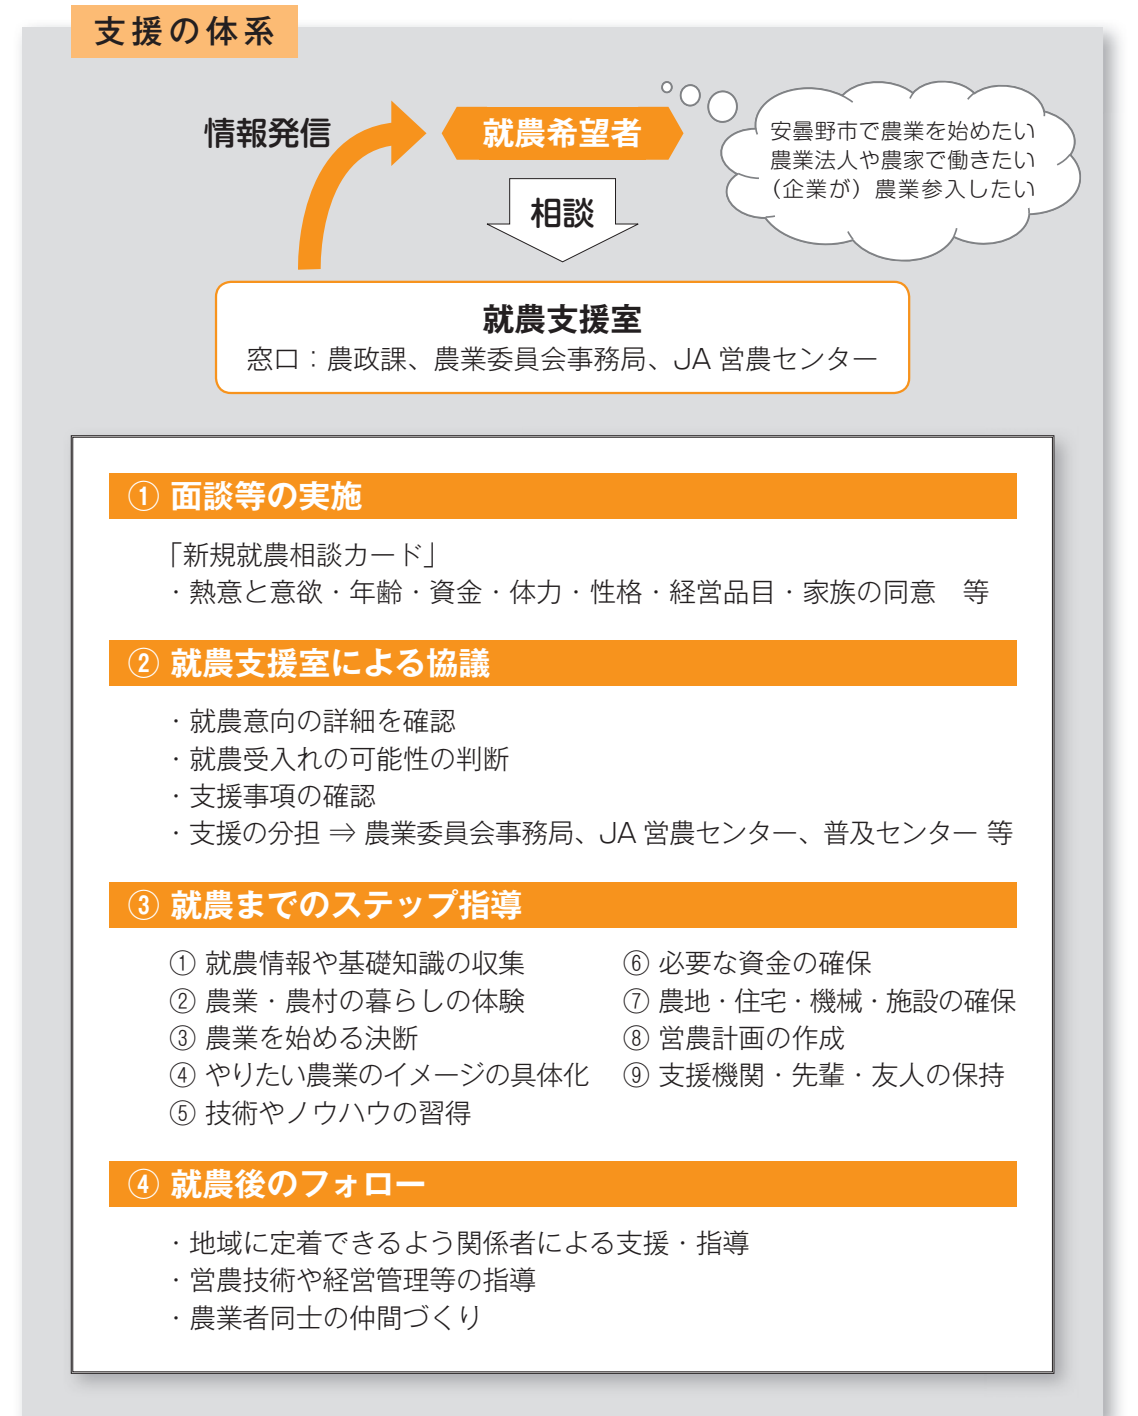 支援の体系
情報発信
就農希望者
安曇野市で農業を始めたい
農業法人や農家で働きたい
（企業が）農業参入したい
相談
就農支援室
窓口：農政課、農業委員会事務局、JA 営農センター
① 面談等の実施
「新規就農相談カード」
・熱意と意欲・年齢・資金・体力・性格・経営品目・家族の同意　等
② 就農支援室による協議
・就農意向の詳細を確認
・就農受入れの可能性の判断
・支援事項の確認
・支援の分担 ⇒ 農業委員会事務局、JA 営農センター、普及センター 等
③ 就農までのステップ指導
① 就農情報や基礎知識の収集
② 農業・農村の暮らしの体験
③ 農業を始める決断
④ やりたい農業のイメージの具体化
⑤ 技術やノウハウの習得
⑥ 必要な資金の確保
⑦ 農地・住宅・機械・施設の確保
⑧ 営農計画の作成
⑨ 支援機関・先輩・友人の保持
④ 就農後のフォロー
・地域に定着できるよう関係者による支援・指導
・営農技術や経営管理等の指導
・農業者同士の仲間づくり